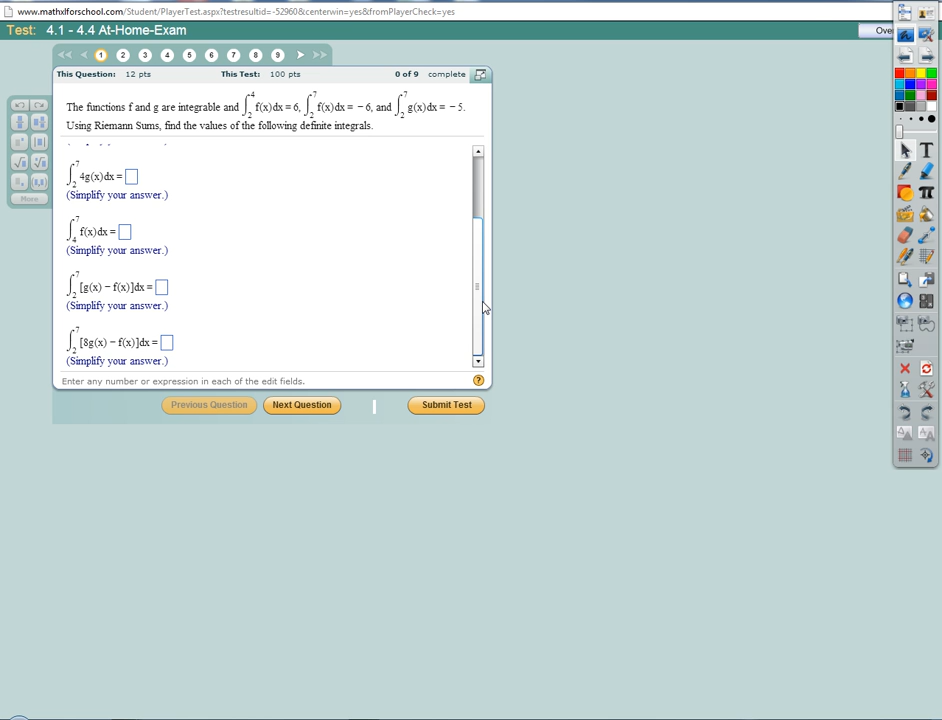 www.mathxlforschool.com/Student/PlayerTest.aspx?testresultid=-52960&centerwin=yes&fromPlayerCheck=yes
Test: 4.1 - 4.4 At-Home-Exam
Ove
1 2 3 4 5 6 7 8 9
This Question: 12 pts This Test: 100 pts 0 of 9 complete
The functions f and g are integrable and ∫₂⁴ f(x)dx = 6, ∫₂⁷ f(x)dx = − 6, and ∫₂⁷ g(x)dx = − 5.
Using Riemann Sums, find the values of the following definite integrals.
∫₂⁷ 4g(x)dx =
(Simplify your answer.)
∫₄⁷ f(x)dx =
(Simplify your answer.)
∫₂⁷ [g(x) − f(x)]dx =
(Simplify your answer.)
∫₂⁷ [8g(x) − f(x)]dx =
(Simplify your answer.)
Enter any number or expression in each of the edit fields.
?
Previous Question Next Question Submit Test
More
T
π